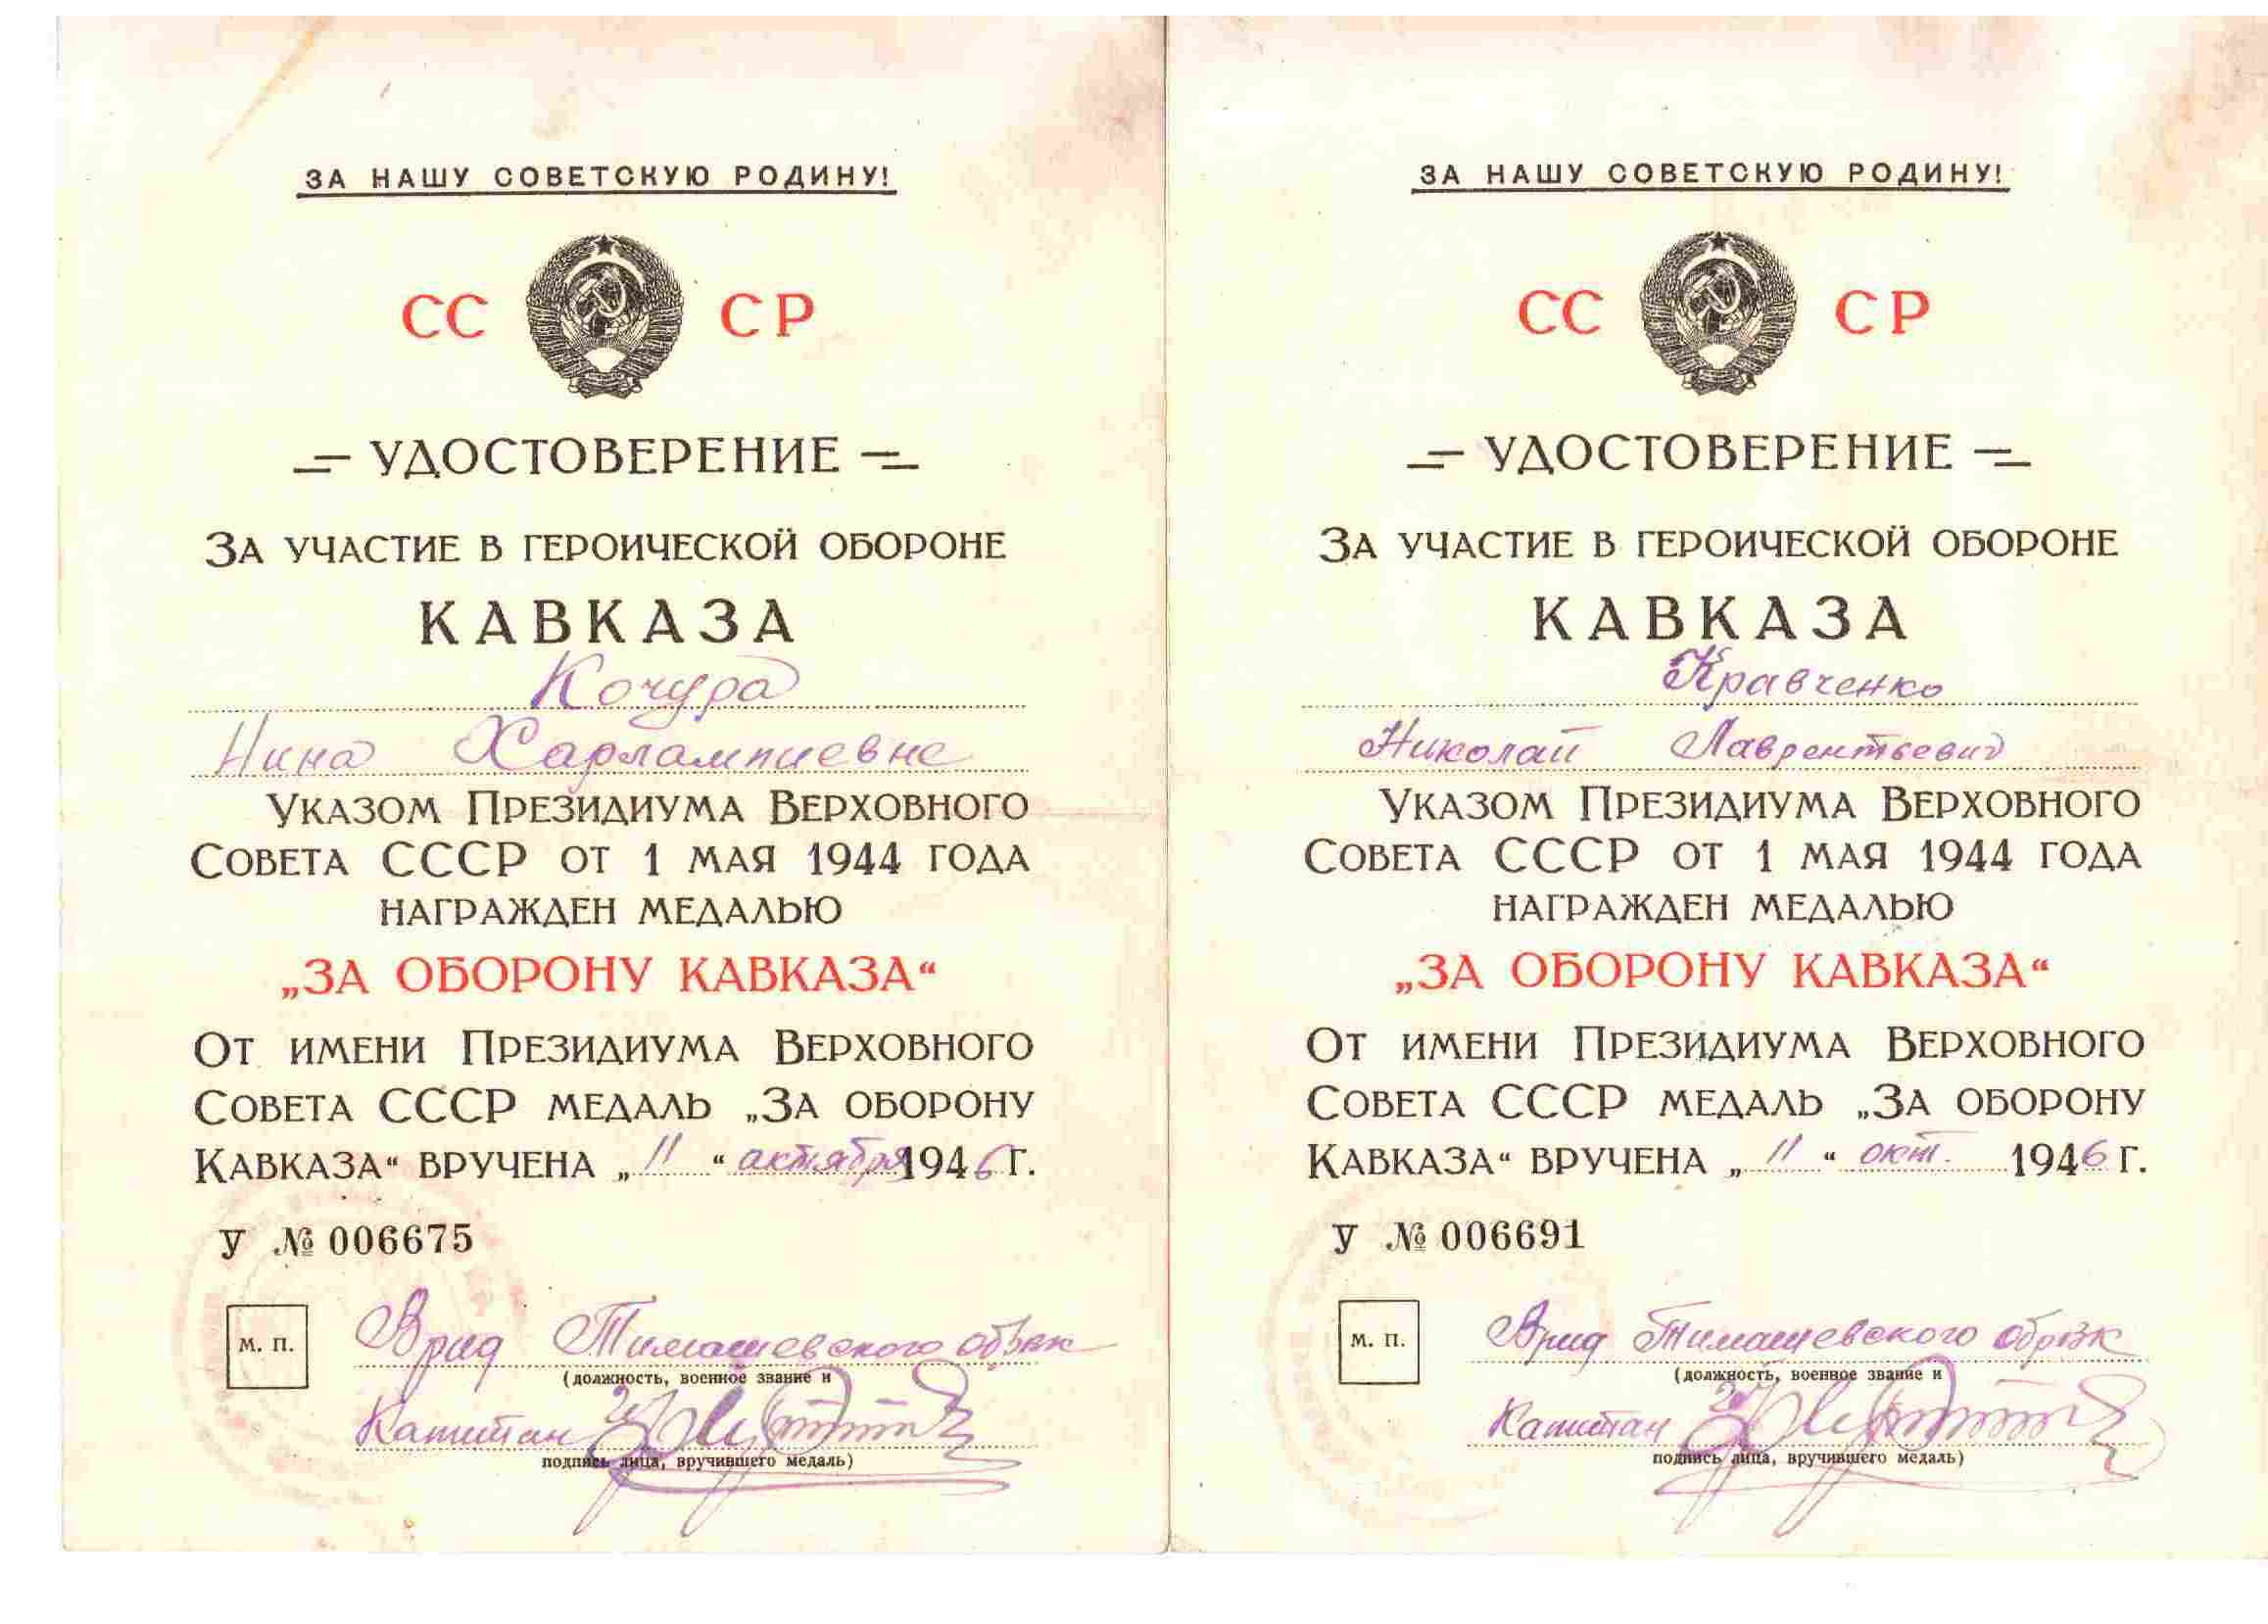 ЗА НАШУ СОВЕТСКУЮ РОДИНУ!
СС СР
УДОСТОВЕРЕНИЕ
ЗА УЧАСТИЕ В ГЕРОИЧЕСКОЙ ОБОРОНЕ
КАВКАЗА
Кочура
Нина Харлампиевне
УКАЗОМ ПРЕЗИДИУМА ВЕРХОВНОГО
СОВЕТА СССР ОТ 1 МАЯ 1944 ГОДА
НАГРАЖДЕН МЕДАЛЬЮ
„ЗА ОБОРОНУ КАВКАЗА“
ОТ ИМЕНИ ПРЕЗИДИУМА ВЕРХОВНОГО
СОВЕТА СССР МЕДАЛЬ „ЗА ОБОРОНУ
КАВКАЗА“ ВРУЧЕНА „11“ октября 1946 Г.
У № 006675
М. П.
Врид Тимашевского
(должность, военное звание и
Капитан
подпись лица, вручившего медаль)
ЗА НАШУ СОВЕТСКУЮ РОДИНУ!
СС СР
УДОСТОВЕРЕНИЕ
ЗА УЧАСТИЕ В ГЕРОИЧЕСКОЙ ОБОРОНЕ
КАВКАЗА
Кравченко
Николай Лаврентьевич
УКАЗОМ ПРЕЗИДИУМА ВЕРХОВНОГО
СОВЕТА СССР ОТ 1 МАЯ 1944 ГОДА
НАГРАЖДЕН МЕДАЛЬЮ
„ЗА ОБОРОНУ КАВКАЗА“
ОТ ИМЕНИ ПРЕЗИДИУМА ВЕРХОВНОГО
СОВЕТА СССР МЕДАЛЬ „ЗА ОБОРОНУ
КАВКАЗА“ ВРУЧЕНА „11“ окт. 1946 Г.
У № 006691
М. П.
Врид Тимашевского
(должность, военное звание и
Капитан
подпись лица, вручившего медаль)